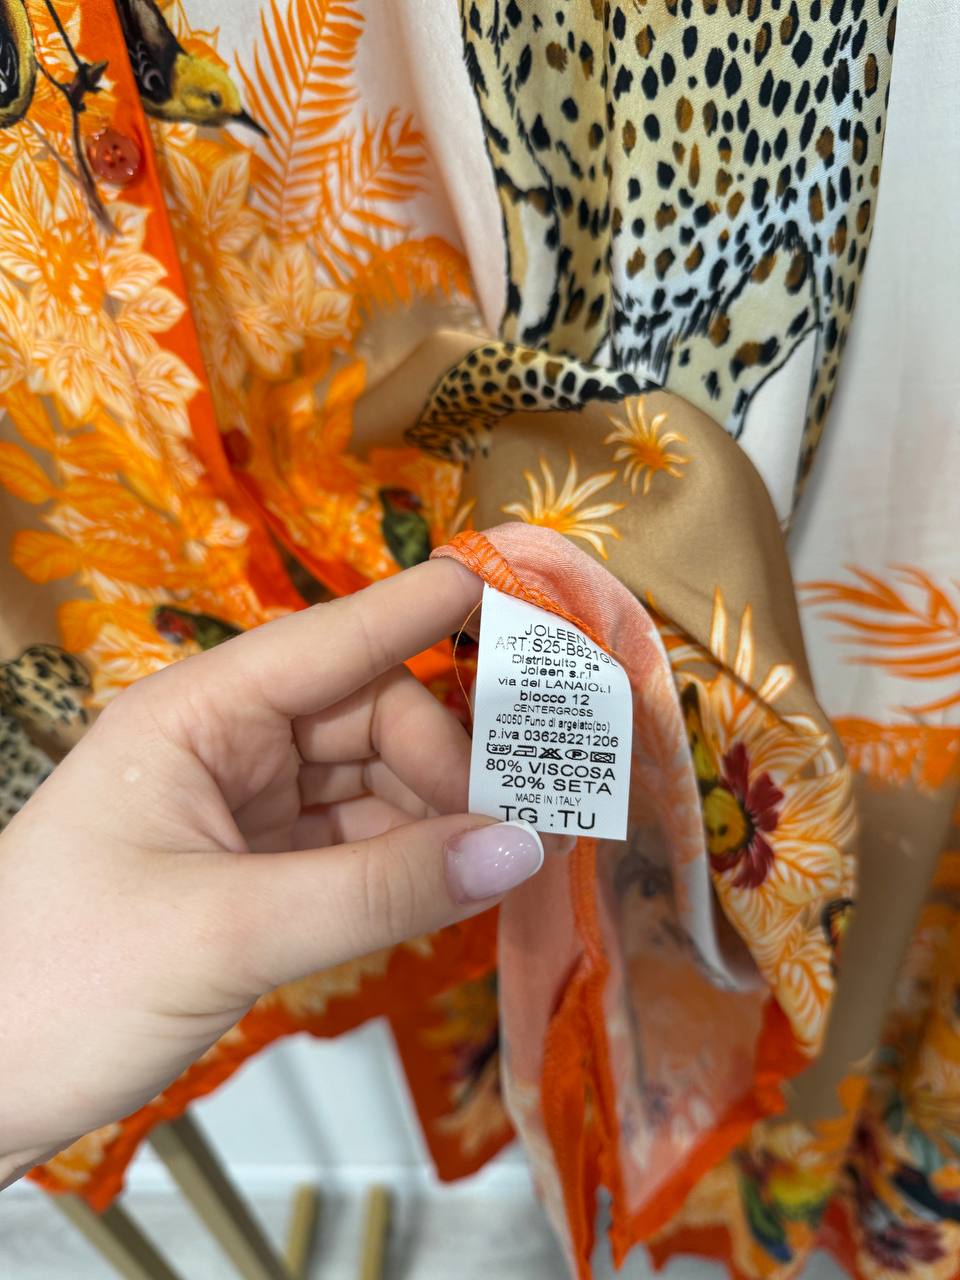 JOLEEN
ART:S25-B821G
Distribuito da
Joleen s.r.l
via dei LANAIOLI
blocco 12
CENTERGROSS
40050 Funo di argelato(bo)
p.iva 03628221206
80% VISCOSA
20% SETA
MADE IN ITALY
TG :TU